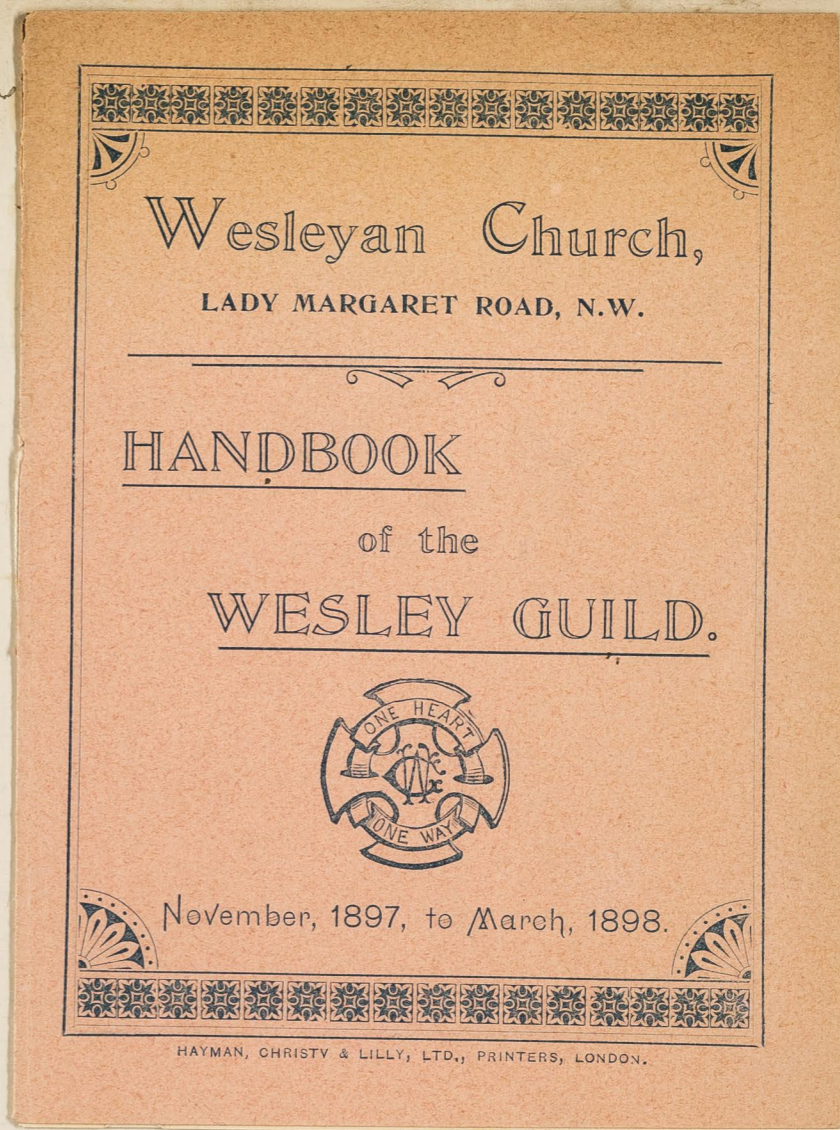 Wesleyan Church,
LADY MARGARET ROAD, N.W.
HANDBOOK
of the
WESLEY GUILD.
ONE HEART
ONE WAY
November, 1897, to March, 1898.
HAYMAN, CHRISTY & LILLY, LTD., PRINTERS, LONDON.